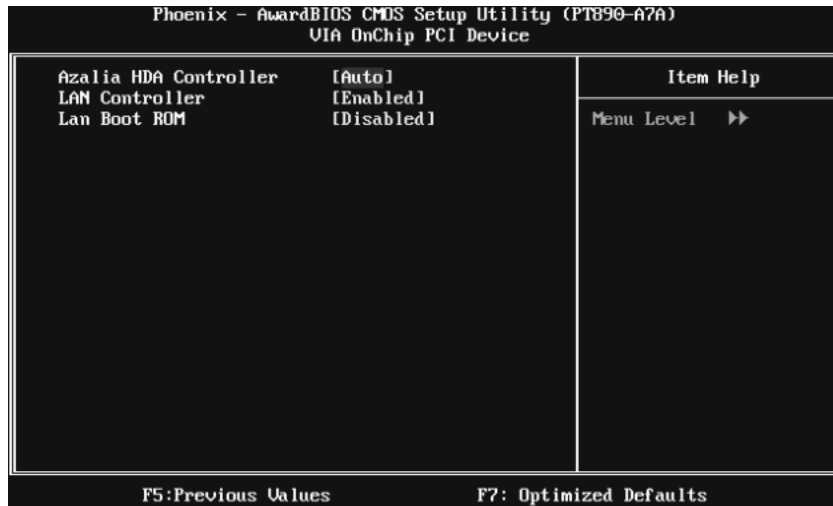 Phoenix - AwardBIOS CMOS Setup Utility (PT890-A7A)
VIA OnChip PCI Device
Azalia HDA Controller [Auto]
LAN Controller [Enabled]
Lan Boot ROM [Disabled]
Item Help
Menu Level
F5:Previous Values F7: Optimized Defaults